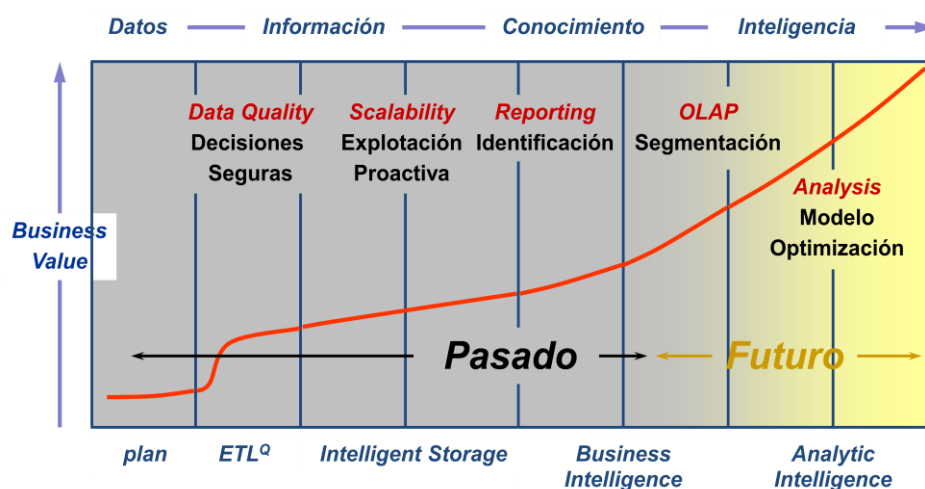 Datos Información Conocimiento Inteligencia
Data Quality Scalability Reporting OLAP
Decisiones Explotación Identificación Segmentación
Seguras Proactiva
Analysis
Modelo
Optimización
Business
Value
Pasado Futuro
plan ETLQ Intelligent Storage Business Analytic
Intelligence Intelligence